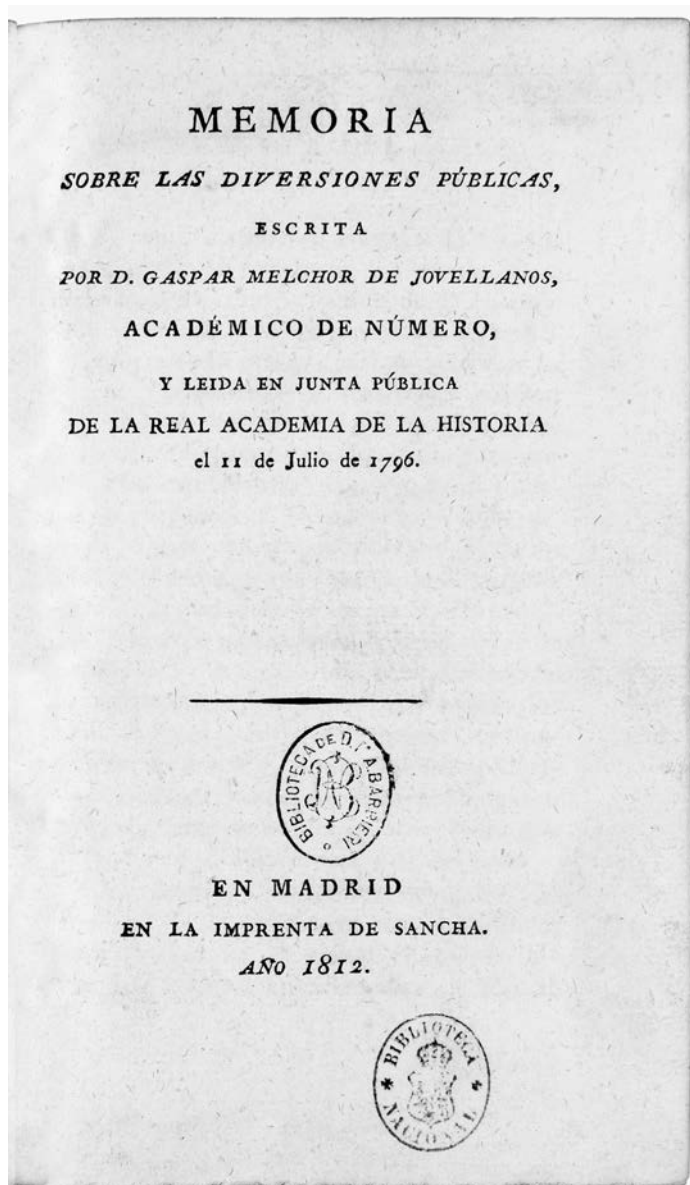 MEMORIA
SOBRE LAS DIVERSIONES PÚBLICAS,
ESCRITA
POR D. GASPAR MELCHOR DE JOVELLANOS,
ACADÉMICO DE NÚMERO,
Y LEIDA EN JUNTA PÚBLICA
DE LA REAL ACADEMIA DE LA HISTORIA
el 11 de Julio de 1796.
BIBLIOTECA DE D. F. A. BARBIERI
EN MADRID
EN LA IMPRENTA DE SANCHA.
AÑO 1812.
BIBLIOTECA
NACIONAL